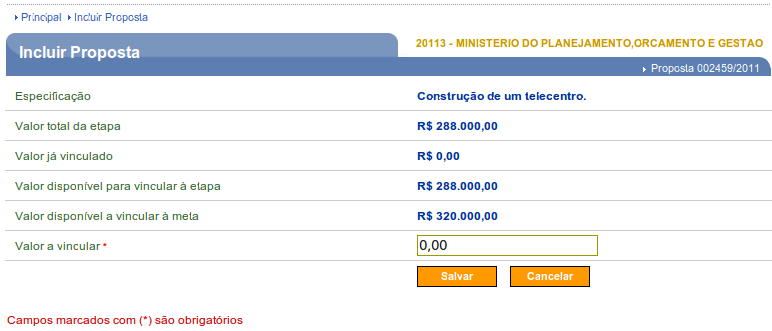 Principal Incluir Proposta
20113 - MINISTERIO DO PLANEJAMENTO,ORCAMENTO E GESTAO
Incluir Proposta
Proposta 002459/2011
Especificação Construção de um telecentro.
Valor total da etapa R$ 288.000,00
Valor já vinculado R$ 0,00
Valor disponível para vincular à etapa R$ 288.000,00
Valor disponível a vincular à meta R$ 320.000,00
Valor a vincular * 0,00
Salvar Cancelar
Campos marcados com (*) são obrigatórios